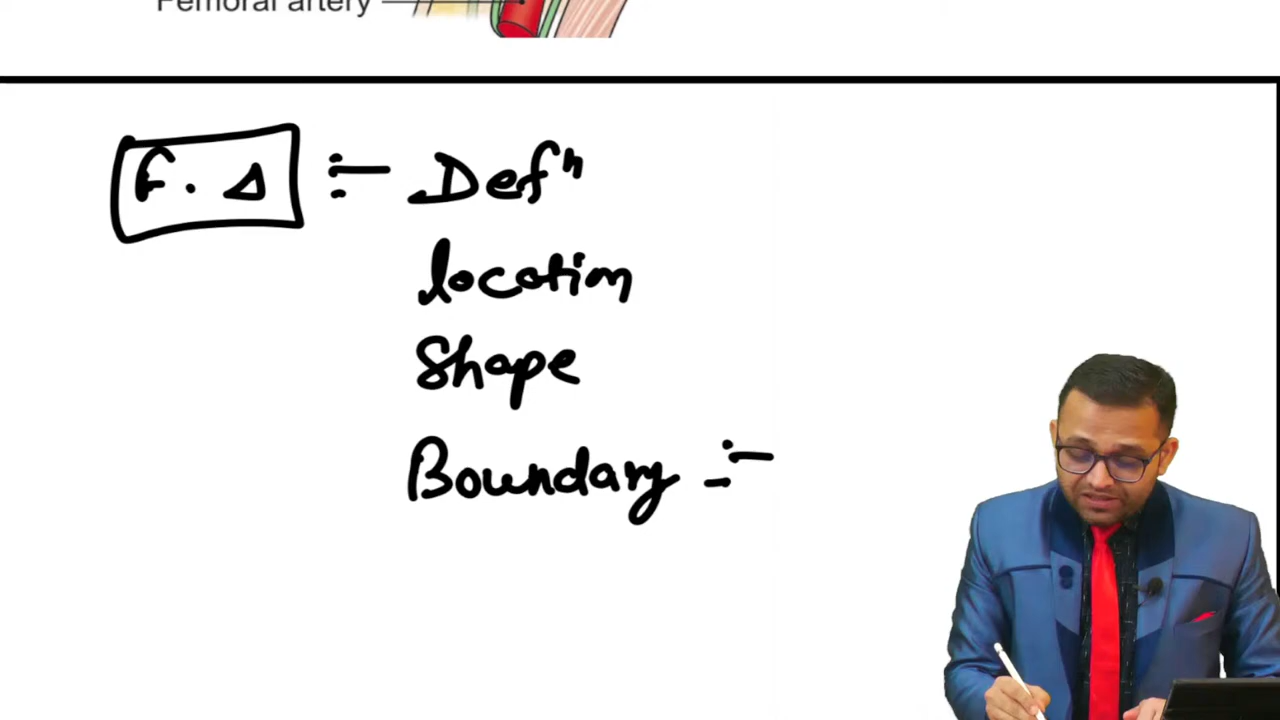 Femoral artery
F. Δ :- Defⁿ
location
Shape
Boundary :-